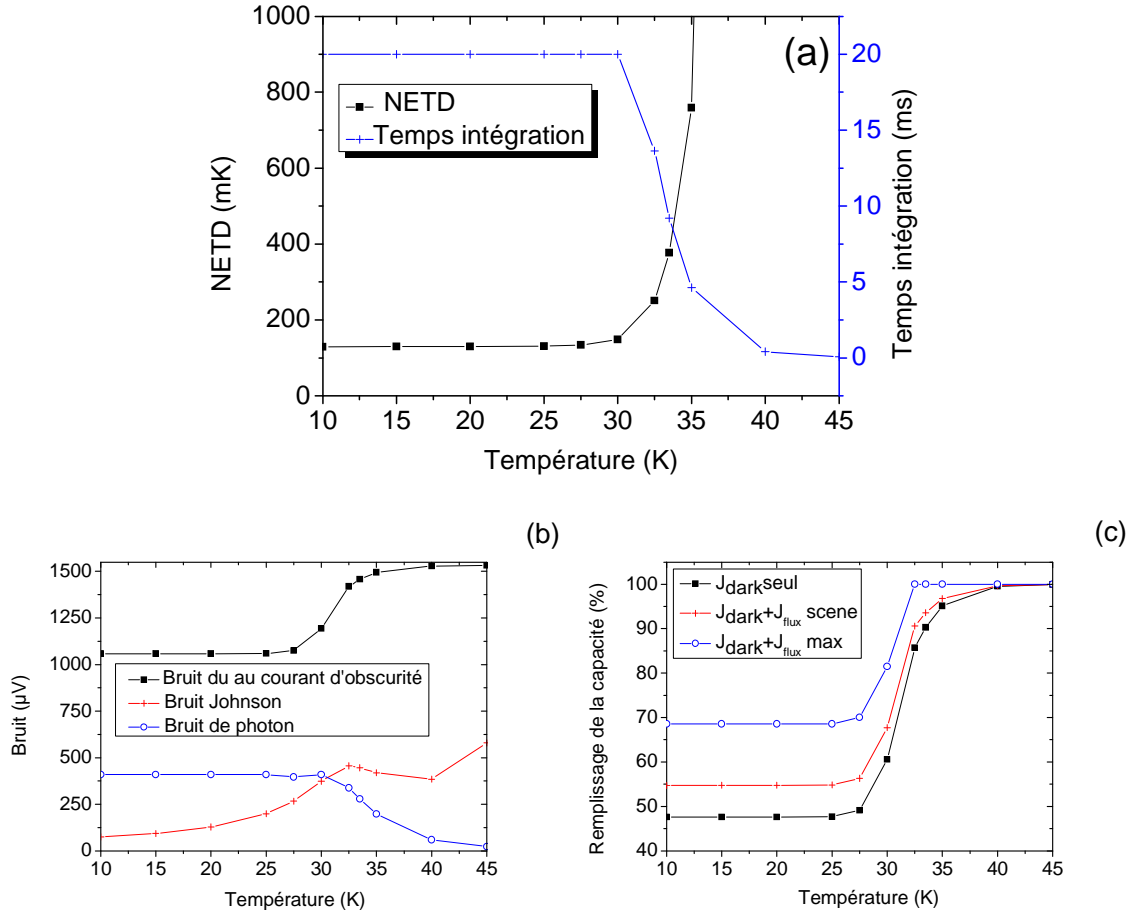 (a)
1000
800
600
400
200
0
NETD (mK)
NETD
Temps intégration
20
15
10
5
0
Temps intégration (ms)
10 15 20 25 30 35 40 45
Température (K)
(b)
1500
1250
1000
750
500
250
0
Bruit (µV)
Bruit du au courant d'obscurité
Bruit Johnson
Bruit de photon
10 15 20 25 30 35 40 45
Température (K)
(c)
100
90
80
70
60
50
40
Remplissage de la capacité (%)
Jdark seul
Jdark+Jflux scene
Jdark+Jflux max
10 15 20 25 30 35 40 45
Température (K)